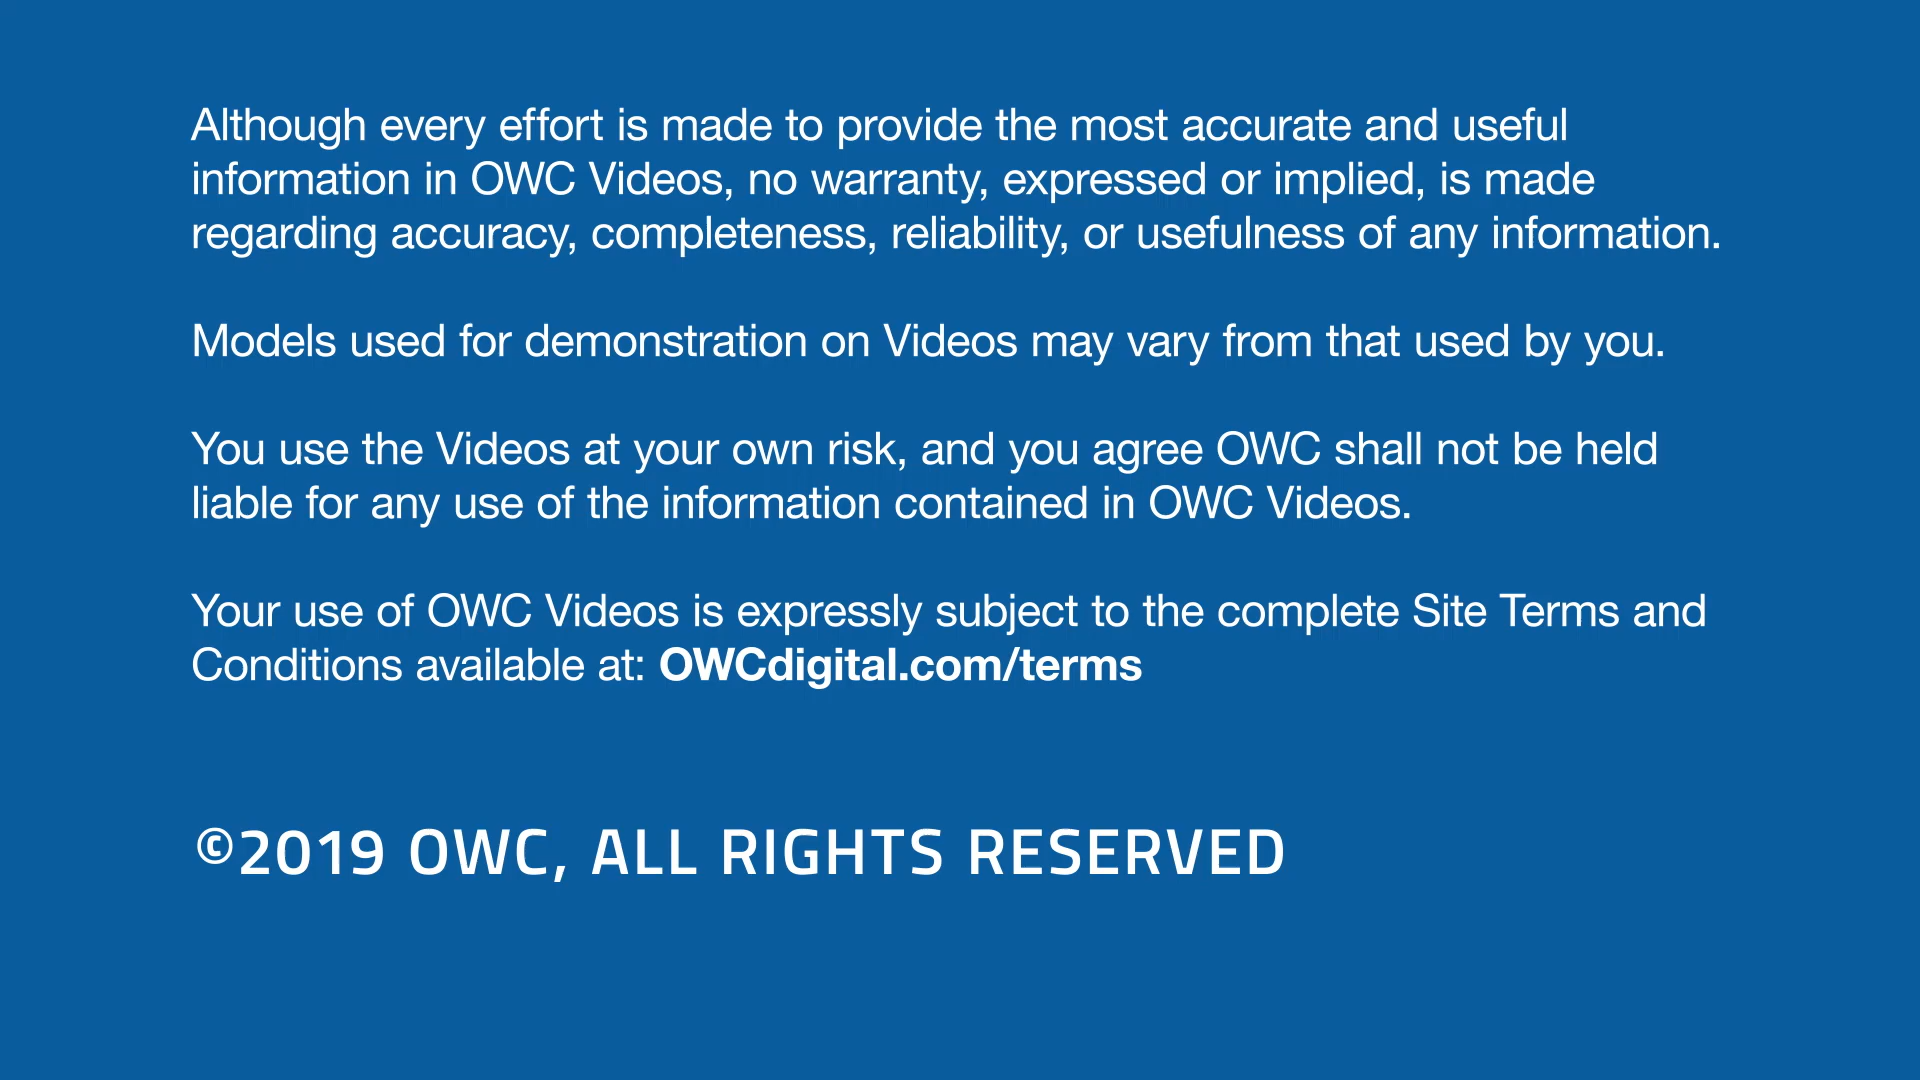 Although every effort is made to provide the most accurate and useful
information in OWC Videos, no warranty, expressed or implied, is made
regarding accuracy, completeness, reliability, or usefulness of any information.
Models used for demonstration on Videos may vary from that used by you.
You use the Videos at your own risk, and you agree OWC shall not be held
liable for any use of the information contained in OWC Videos.
Your use of OWC Videos is expressly subject to the complete Site Terms and
Conditions available at: OWCdigital.com/terms
©2019 OWC, ALL RIGHTS RESERVED